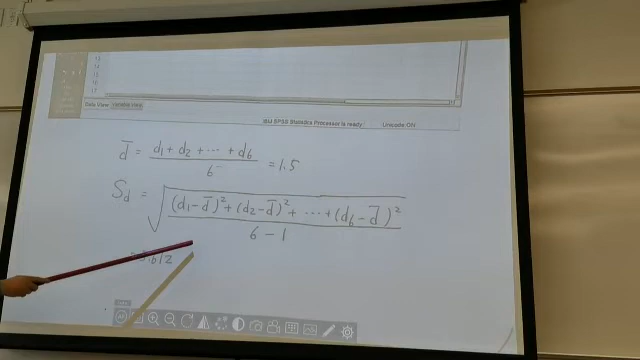 Data View Variable View
IBM SPSS Statistics Processor is ready Unicode:ON
d̄ = (d₁ + d₂ + ··· + d₆) / 6 = 1.5
S_d = √( ((d₁ - d̄)² + (d₂ - d̄)² + ··· + (d₆ - d̄)²) / (6 - 1) )